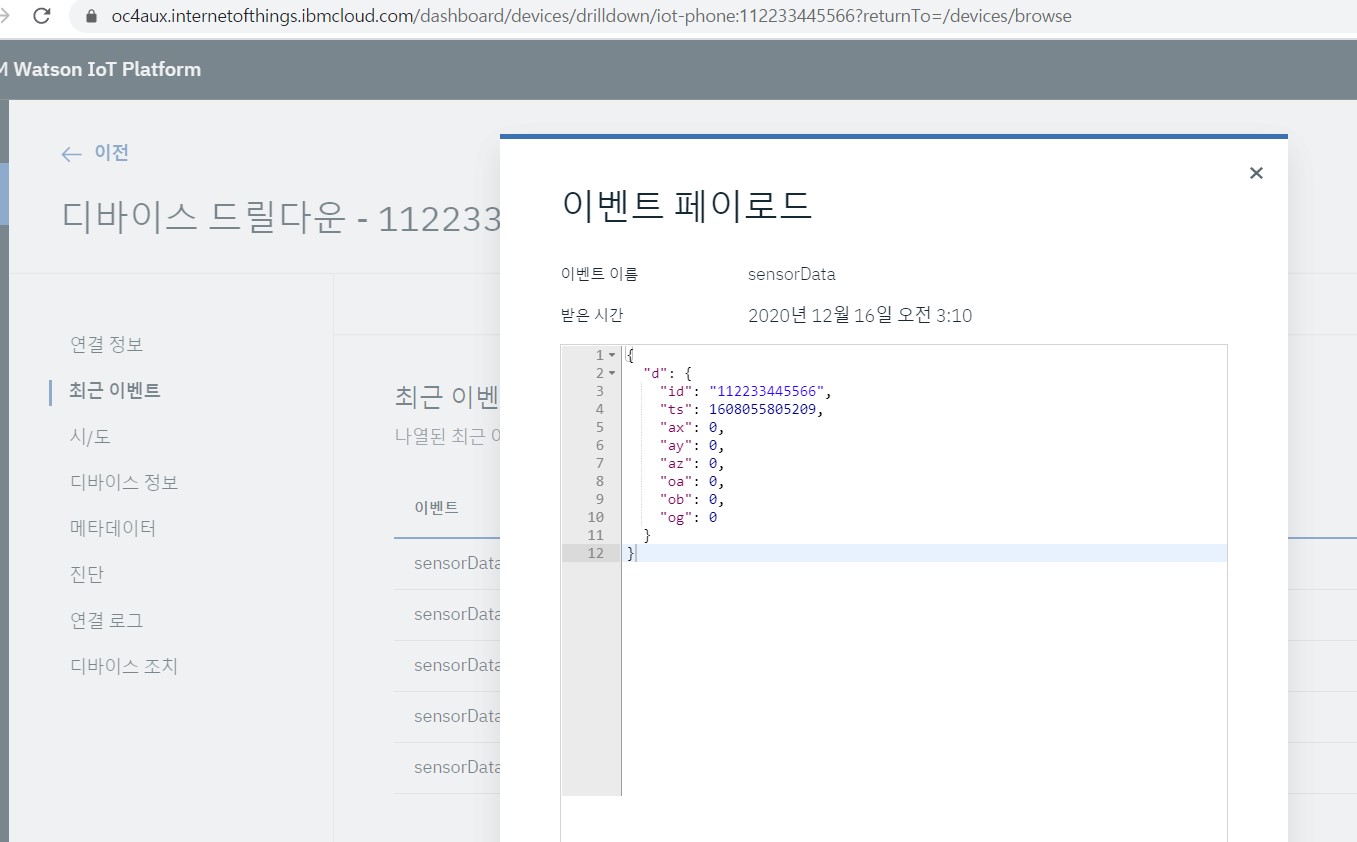 oc4aux.internetofthings.ibmcloud.com/dashboard/devices/drilldown/iot-phone:112233445566?returnTo=/devices/browse
M Watson IoT Platform
이전
디바이스 드릴다운 - 112233
연결 정보
최근 이벤트
시/도
디바이스 정보
메타데이터
진단
연결 로그
디바이스 조치
최근 이벤
나열된 최근 이
이벤트
sensorData
sensorData
sensorData
sensorData
sensorData
이벤트 페이로드
이벤트 이름 sensorData
받은 시간 2020년 12월 16일 오전 3:10
1 {
2 "d": {
3 "id": "112233445566",
4 "ts": 1608055805209,
5 "ax": 0,
6 "ay": 0,
7 "az": 0,
8 "oa": 0,
9 "ob": 0,
10 "og": 0
11 }
12 }